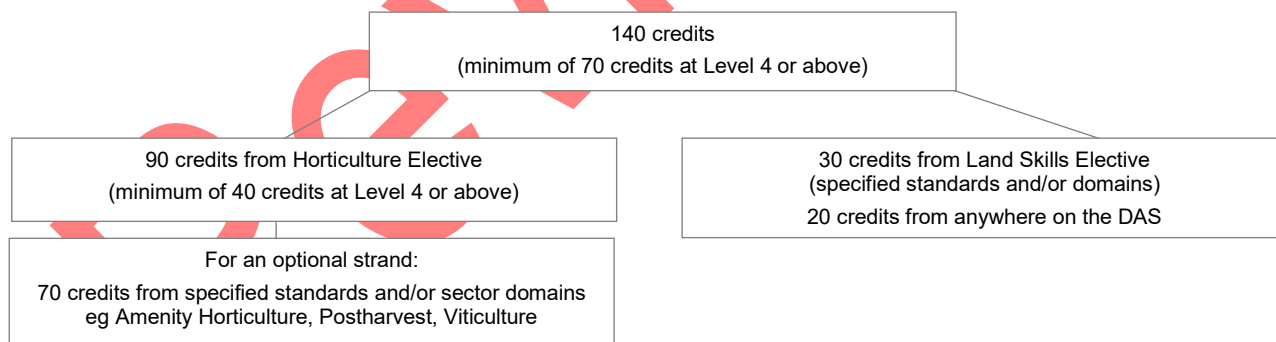 140 credits
(minimum of 70 credits at Level 4 or above)
90 credits from Horticulture Elective
(minimum of 40 credits at Level 4 or above)
30 credits from Land Skills Elective
(specified standards and/or domains)
20 credits from anywhere on the DAS
For an optional strand:
70 credits from specified standards and/or sector domains
eg Amenity Horticulture, Postharvest, Viticulture